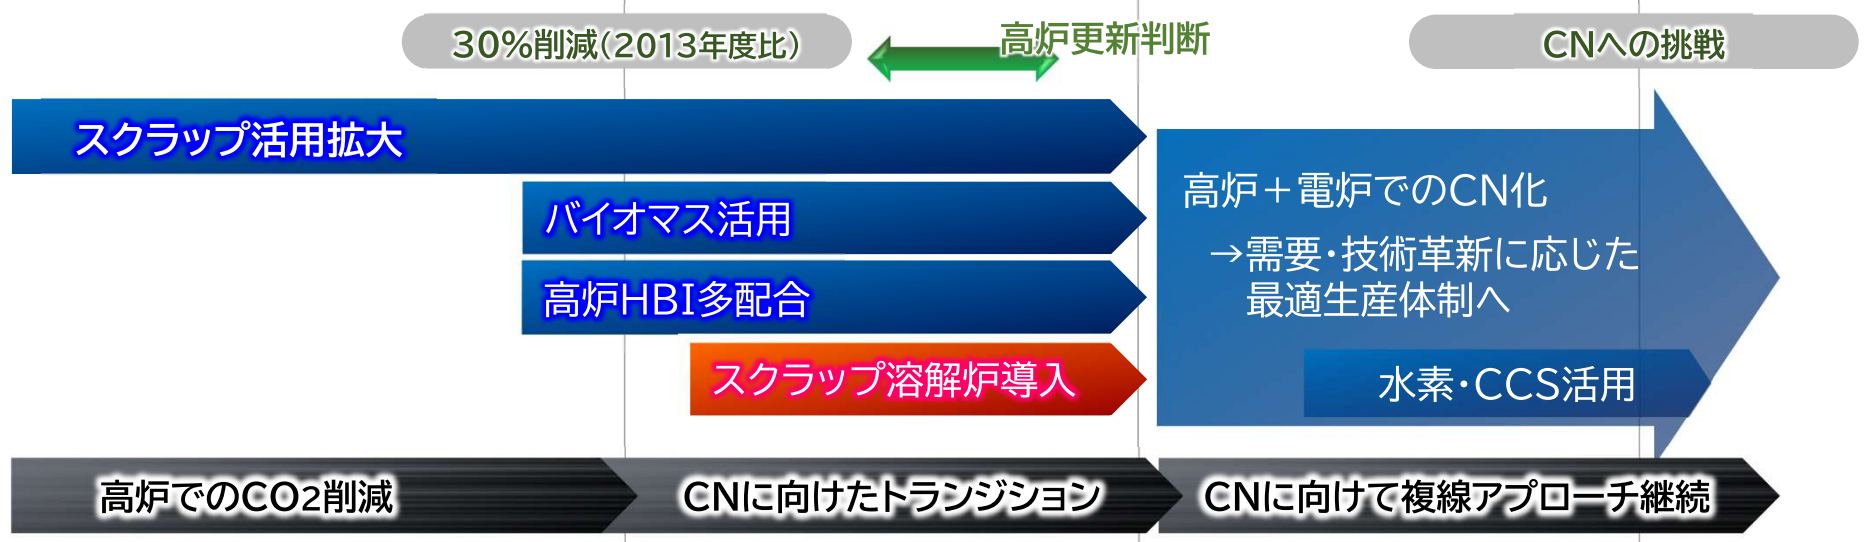 30%削減（2013年度比）
高炉更新判断
CNへの挑戦
スクラップ活用拡大
バイオマス活用
高炉HBI多配合
スクラップ溶解炉導入
高炉＋電炉でのCN化
→需要・技術革新に応じた
最適生産体制へ
水素・CCS活用
高炉でのCO2削減
CNに向けたトランジション
CNに向けて複線アプローチ継続